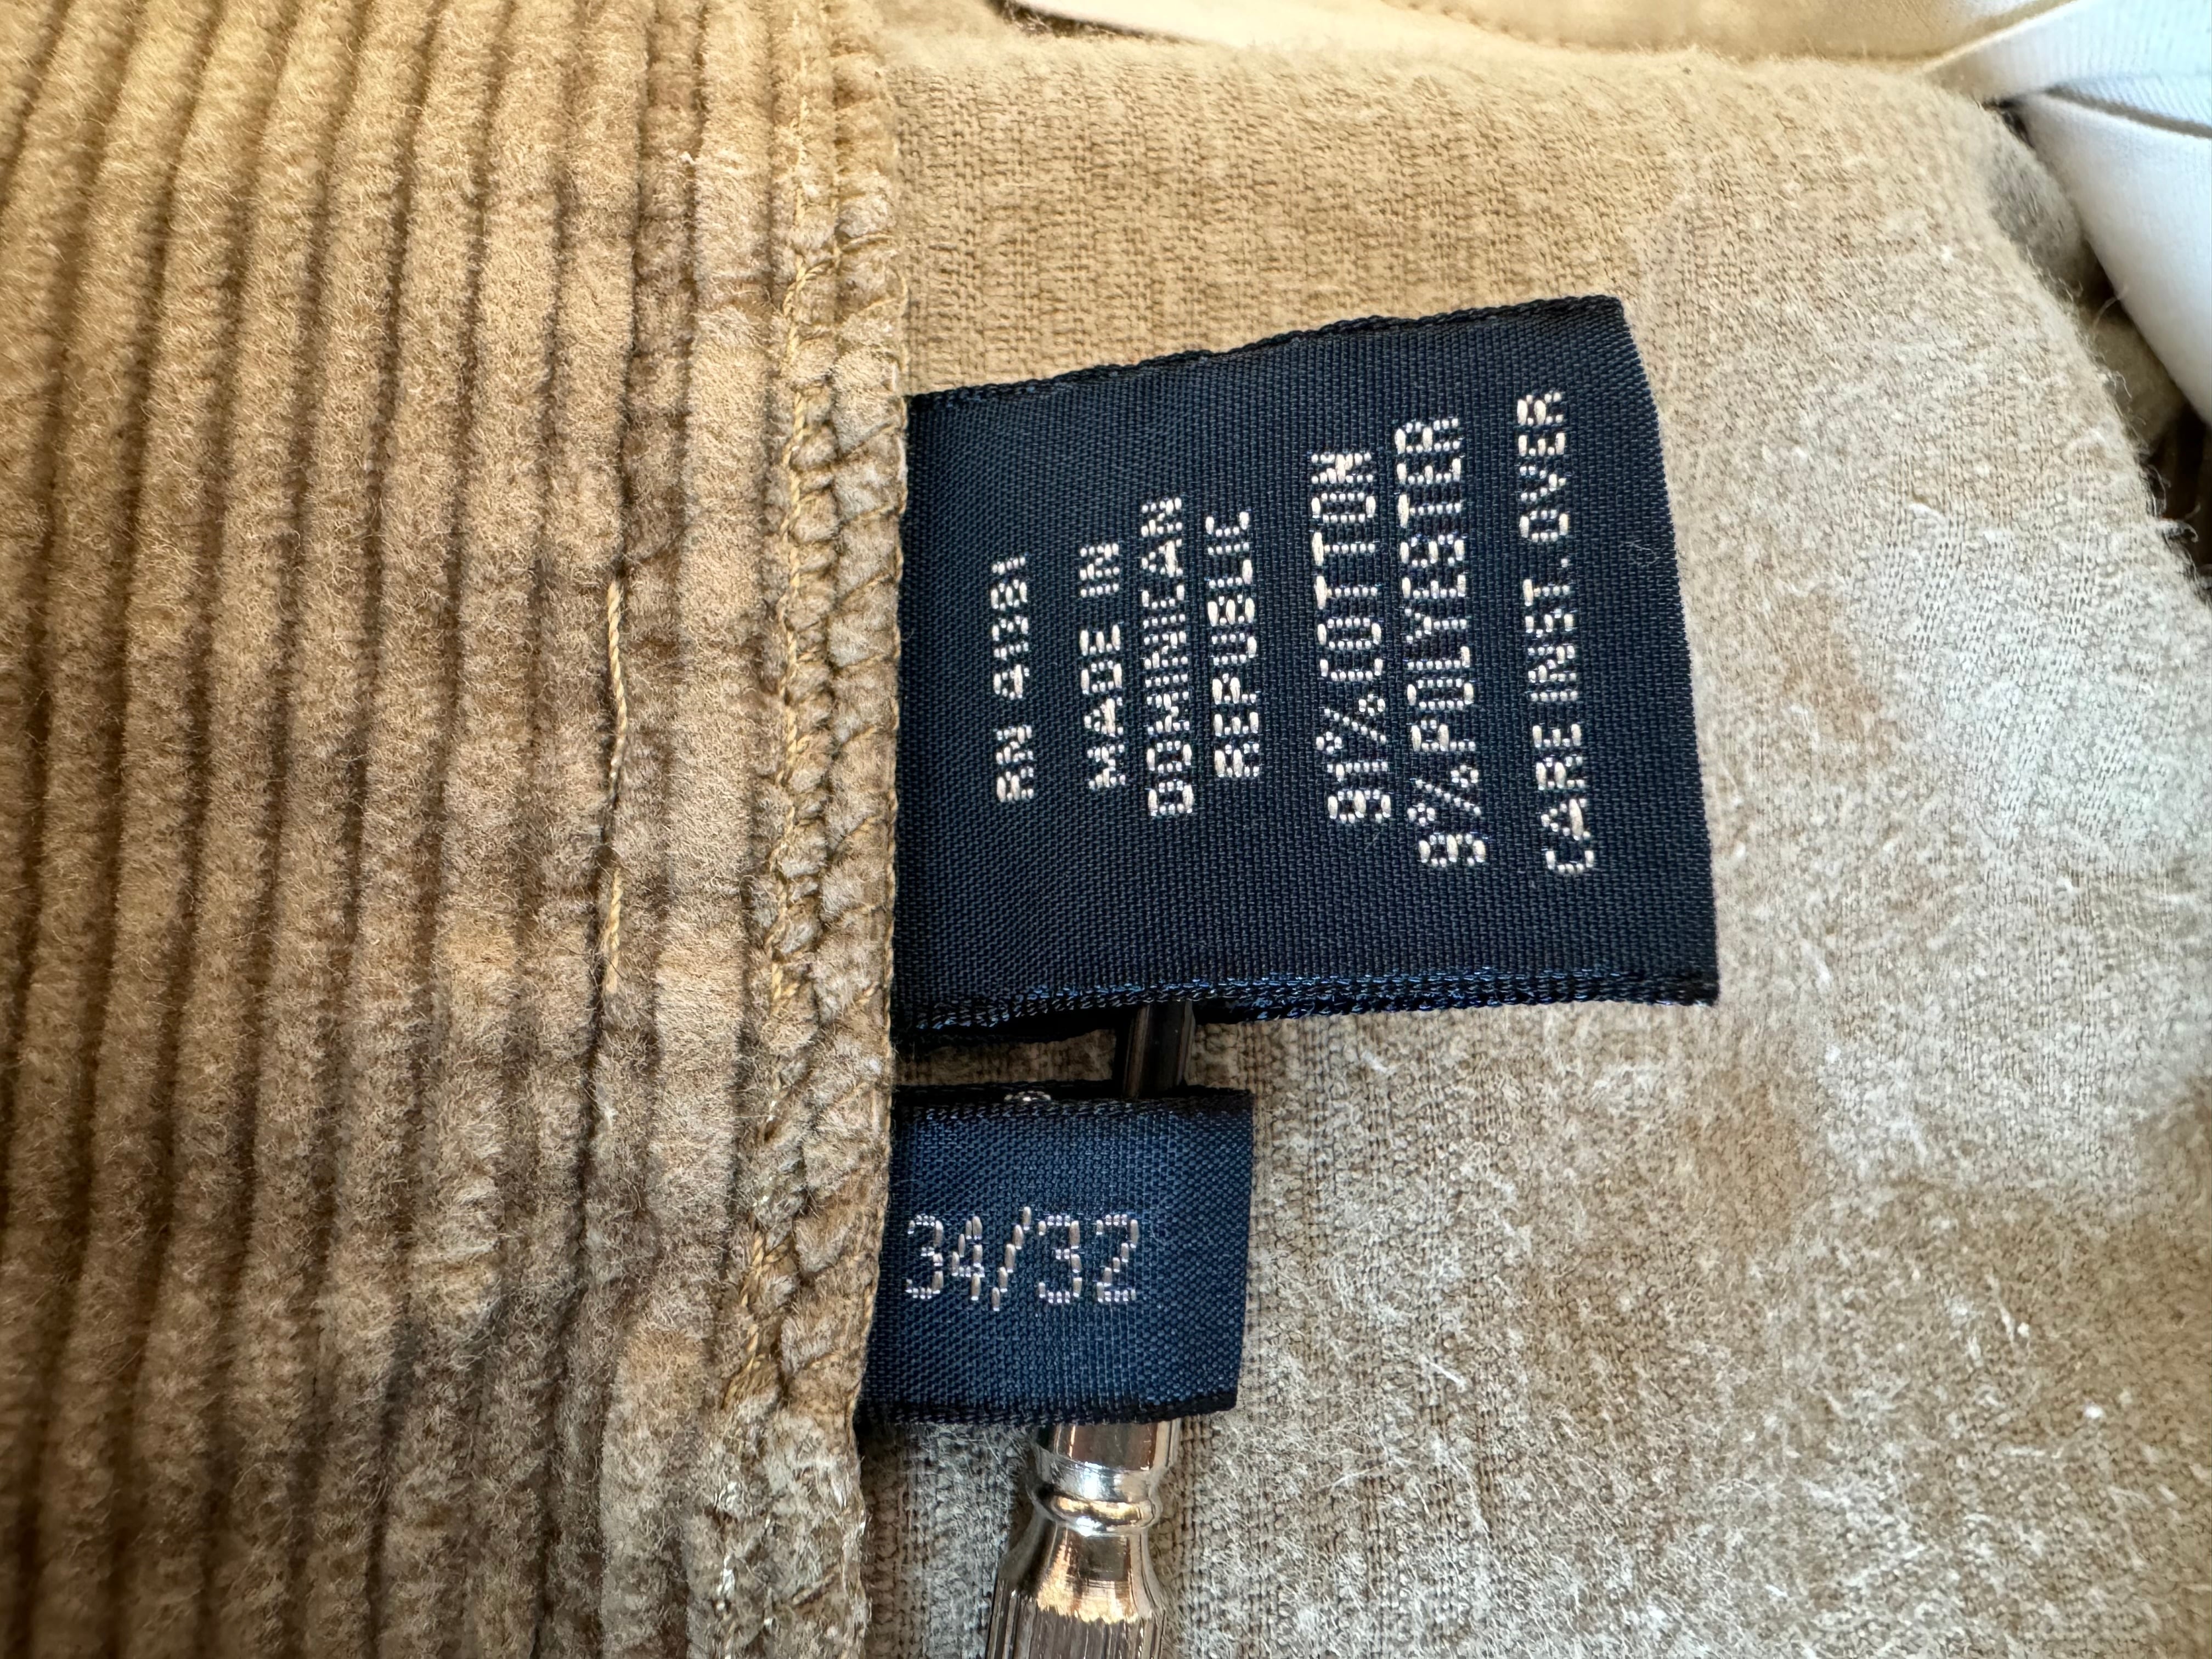 RN 41381
MADE IN
DOMINICAN
REPUBLIC
91% COTTON
9% POLYESTER
CARE INST. OVER
34/32